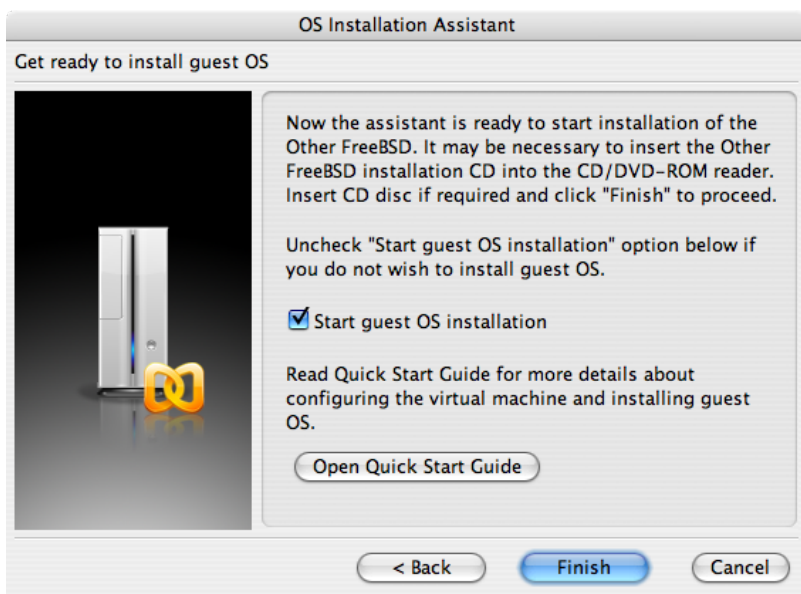 OS Installation Assistant
Get ready to install guest OS
Now the assistant is ready to start installation of the
Other FreeBSD. It may be necessary to insert the Other
FreeBSD installation CD into the CD/DVD-ROM reader.
Insert CD disc if required and click "Finish" to proceed.
Uncheck "Start guest OS installation" option below if
you do not wish to install guest OS.
Start guest OS installation
Read Quick Start Guide for more details about
configuring the virtual machine and installing guest
OS.
Open Quick Start Guide
< Back
Finish
Cancel